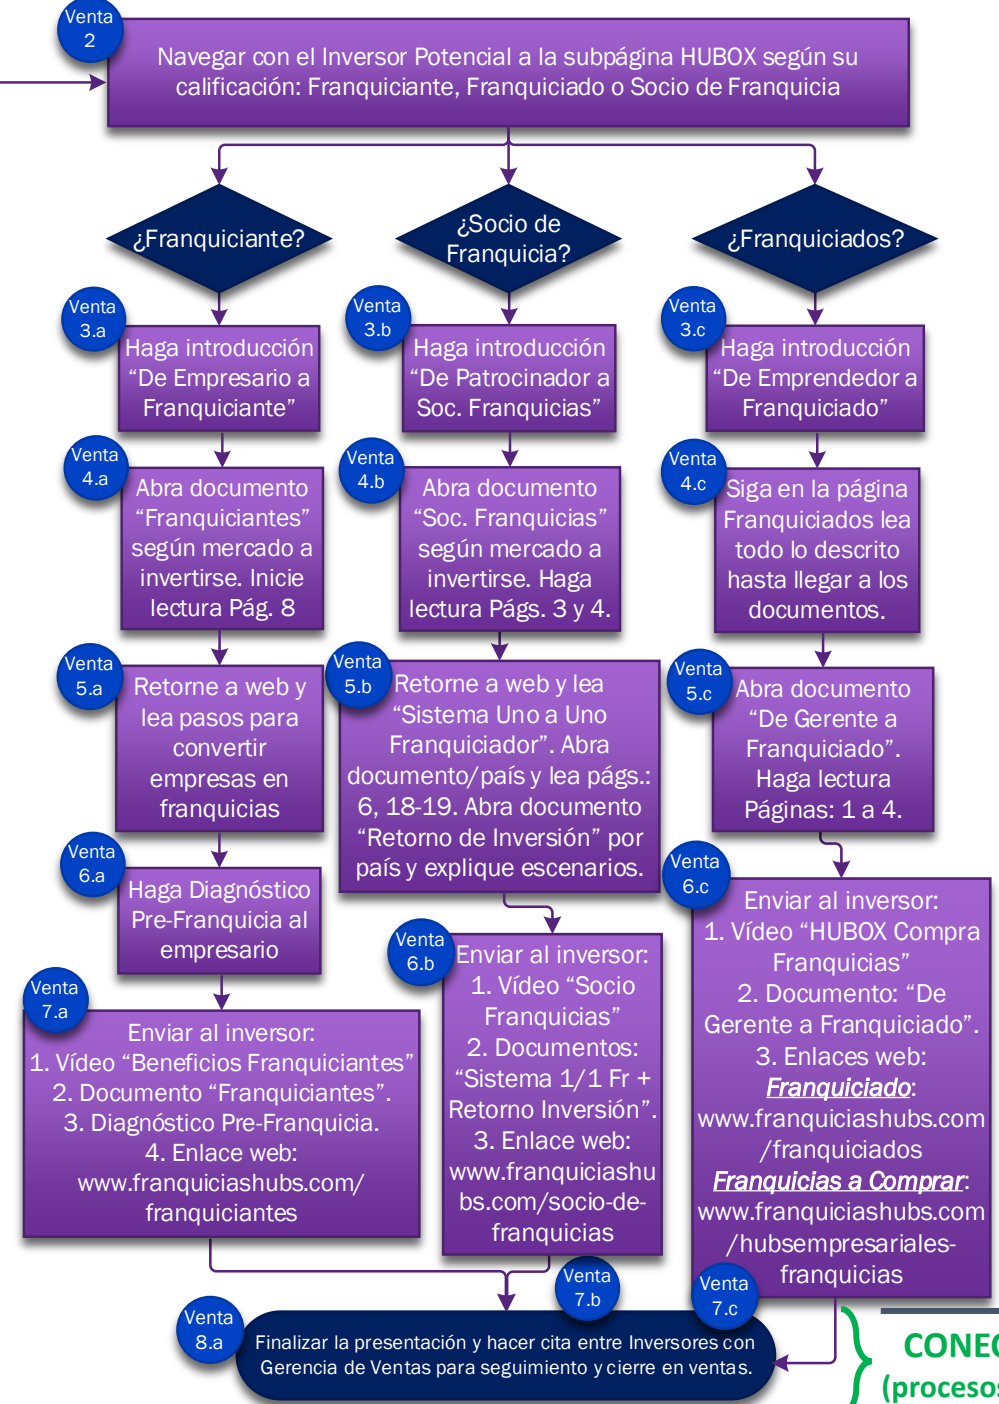 Venta
2
Navegar con el Inversor Potencial a la subpágina HUBOX según su
calificación: Franquiciante, Franquiciado o Socio de Franquicia
¿Franquiciante?
¿Socio de
Franquicia?
¿Franquiciados?
Venta
3.a
Haga introducción
“De Empresario a
Franquiciante”
Venta
3.b
Haga introducción
“De Patrocinador a
Soc. Franquicias”
Venta
3.c
Haga introducción
“De Emprendedor a
Franquiciado”
Venta
4.a
Abra documento
“Franquiciantes”
según mercado a
invertirse. Inicie
lectura Pág. 8
Venta
4.b
Abra documento
“Soc. Franquicias”
según mercado a
invertirse. Haga
lectura Págs. 3 y 4.
Venta
4.c
Siga en la página
Franquiciados lea
todo lo descrito
hasta llegar a los
documentos.
Venta
5.a
Retorne a web y
lea pasos para
convertir
empresas en
franquicias
Venta
5.b
Retorne a web y lea
“Sistema Uno a Uno
Franquiciador”. Abra
documento/país y lea págs.:
6, 18-19. Abra documento
“Retorno de Inversión” por
país y explique escenarios.
Venta
5.c
Abra documento
“De Gerente a
Franquiciado”.
Haga lectura
Páginas: 1 a 4.
Venta
6.a
Haga Diagnóstico
Pre-Franquicia al
empresario
Venta
6.b
Enviar al inversor:
1. Vídeo “Socio
Franquicias”
2. Documentos:
“Sistema 1/1 Fr +
Retorno Inversión”.
3. Enlace web:
www.franquiciashu
bs.com/socio-de-
franquicias
Venta
6.c
Enviar al inversor:
1. Vídeo “HUBOX Compra
Franquicias”
2. Documento: “De
Gerente a Franquiciado”.
3. Enlaces web:
Franquiciado:
www.franquiciashubs.com
/franquiciados
Franquicias a Comprar:
www.franquiciashubs.com
/hubsempresariales-
franquicias
Venta
7.a
Enviar al inversor:
1. Vídeo “Beneficios Franquiciantes”
2. Documento “Franquiciantes”.
3. Diagnóstico Pre-Franquicia.
4. Enlace web:
www.franquiciashubs.com/
franquiciantes
Venta
7.b
Venta
7.c
Venta
8.a
Finalizar la presentación y hacer cita entre Inversores con
Gerencia de Ventas para seguimiento y cierre en ventas.
CONEC
(procesos